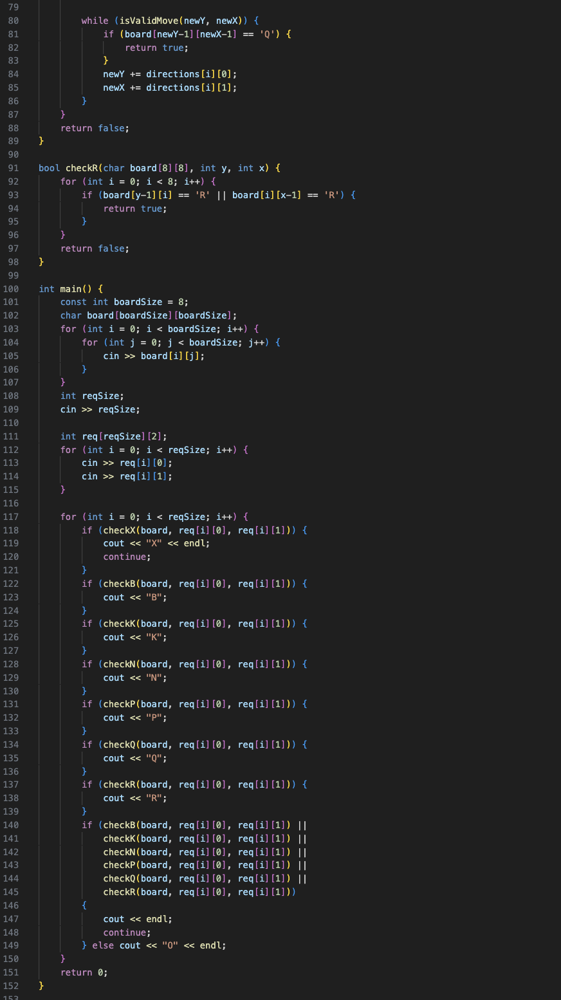 79
80 while (isValidMove(newY, newX)) {
81 if (board[newY-1][newX-1] == 'Q') {
82 return true;
83 }
84 newY += directions[i][0];
85 newX += directions[i][1];
86 }
87 }
88 return false;
89 }
90
91 bool checkR(char board[8][8], int y, int x) {
92 for (int i = 0; i < 8; i++) {
93 if (board[y-1][i] == 'R' || board[i][x-1] == 'R') {
94 return true;
95 }
96 }
97 return false;
98 }
99
100 int main() {
101 const int boardSize = 8;
102 char board[boardSize][boardSize];
103 for (int i = 0; i < boardSize; i++) {
104 for (int j = 0; j < boardSize; j++) {
105 cin >> board[i][j];
106 }
107 }
108 int reqSize;
109 cin >> reqSize;
110
111 int req[reqSize][2];
112 for (int i = 0; i < reqSize; i++) {
113 cin >> req[i][0];
114 cin >> req[i][1];
115 }
116
117 for (int i = 0; i < reqSize; i++) {
118 if (checkX(board, req[i][0], req[i][1])) {
119 cout << "X" << endl;
120 continue;
121 }
122 if (checkB(board, req[i][0], req[i][1])) {
123 cout << "B";
124 }
125 if (checkK(board, req[i][0], req[i][1])) {
126 cout << "K";
127 }
128 if (checkN(board, req[i][0], req[i][1])) {
129 cout << "N";
130 }
131 if (checkP(board, req[i][0], req[i][1])) {
132 cout << "P";
133 }
134 if (checkQ(board, req[i][0], req[i][1])) {
135 cout << "Q";
136 }
137 if (checkR(board, req[i][0], req[i][1])) {
138 cout << "R";
139 }
140 if (checkB(board, req[i][0], req[i][1]) ||
141 checkK(board, req[i][0], req[i][1]) ||
142 checkN(board, req[i][0], req[i][1]) ||
143 checkP(board, req[i][0], req[i][1]) ||
144 checkQ(board, req[i][0], req[i][1]) ||
145 checkR(board, req[i][0], req[i][1]))
146 {
147 cout << endl;
148 continue;
149 } else cout << "O" << endl;
150 }
151 return 0;
152 }
153